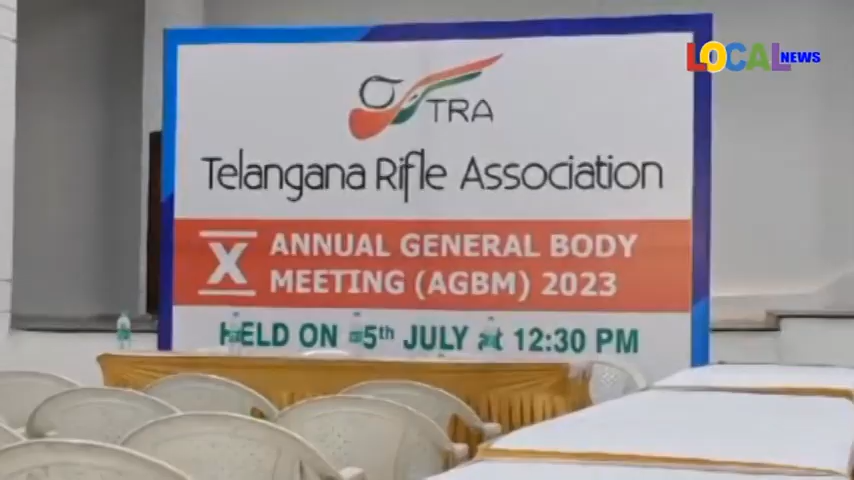 LOCAL NEWS
TRA
Telangana Rifle Association
X ANNUAL GENERAL BODY
MEETING (AGBM) 2023
HELD ON 5th JULY at 12:30 PM